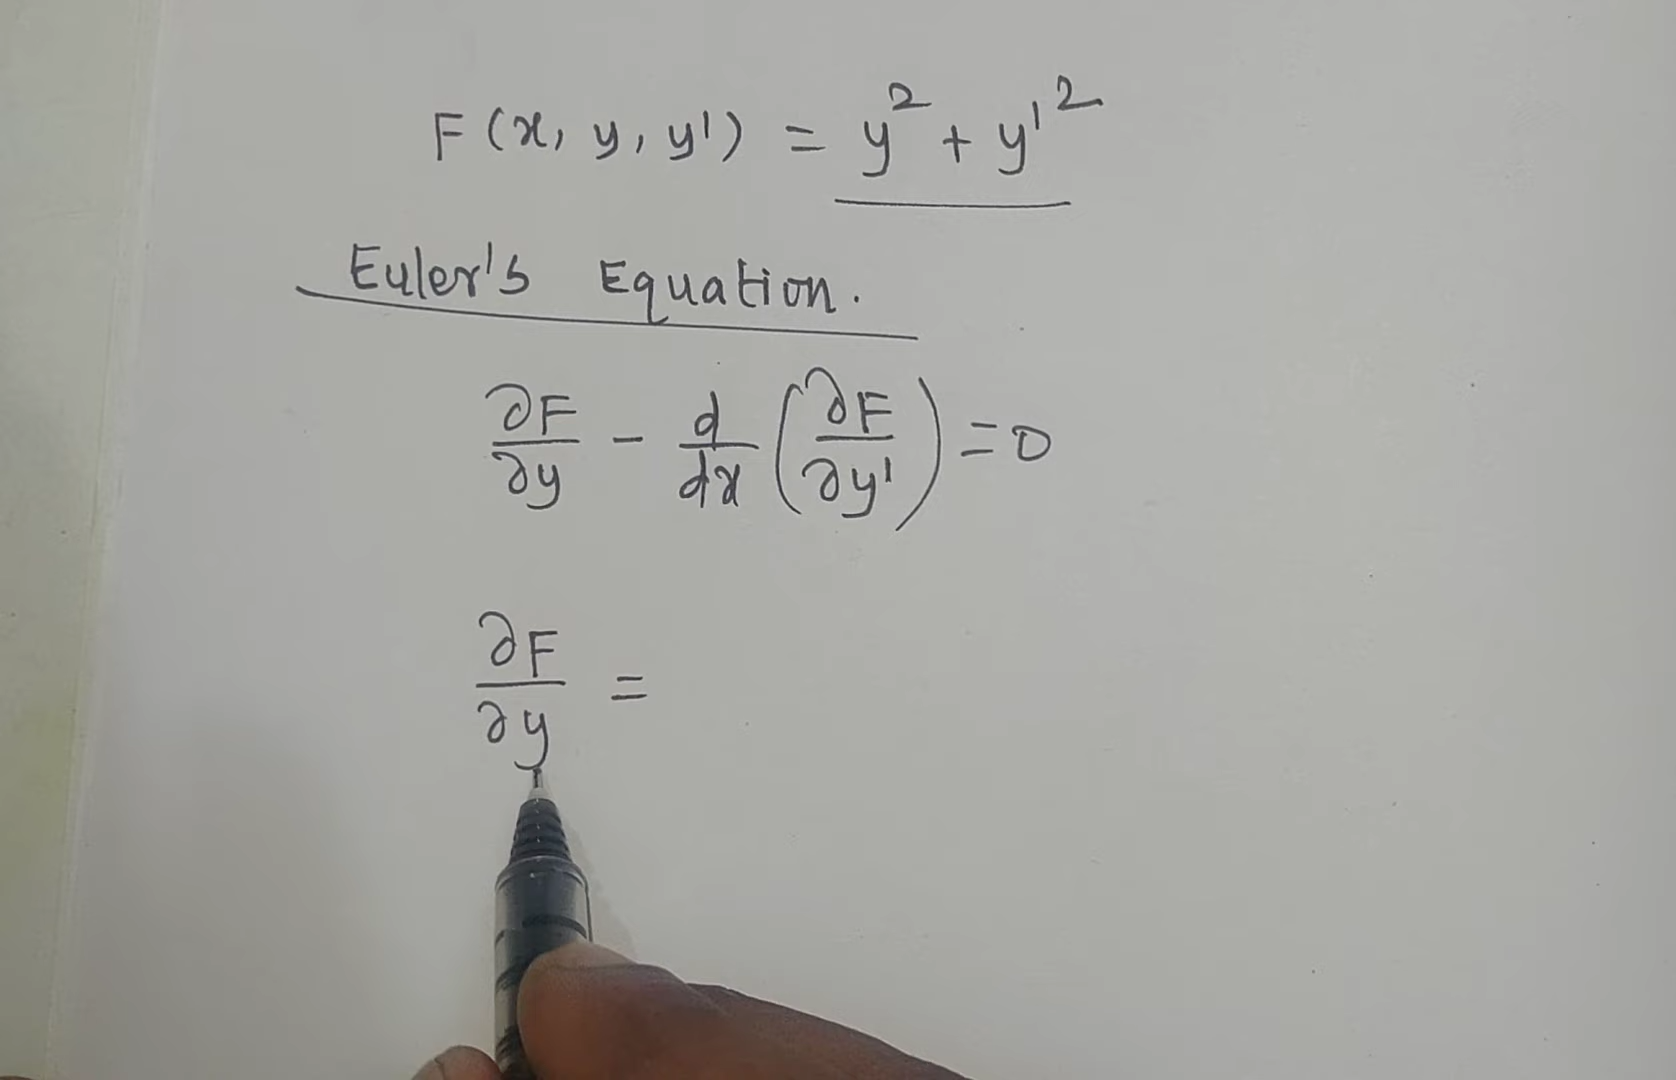 F(x, y, y') = y² + y'²
Euler's Equation.
∂F/∂y - d/dx (∂F/∂y') = 0
∂F/∂y =